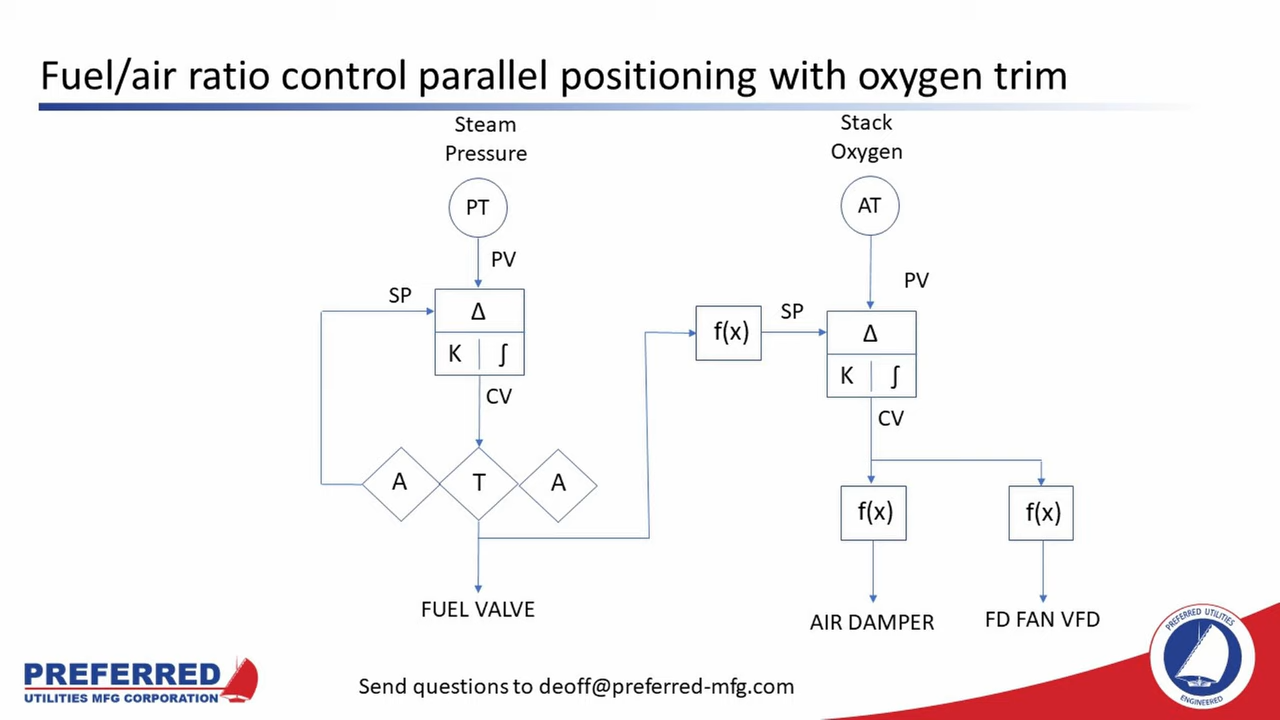 Fuel/air ratio control parallel positioning with oxygen trim
Steam
Pressure
Stack
Oxygen
PT
AT
PV
PV
SP
Δ
K
∫
CV
f(x)
SP
Δ
K
∫
CV
A
T
A
f(x)
f(x)
FUEL VALVE
AIR DAMPER
FD FAN VFD
PREFERRED
UTILITIES MFG CORPORATION
Send questions to deoff@preferred-mfg.com
PREFERRED UTILITIES
ENGINEERED